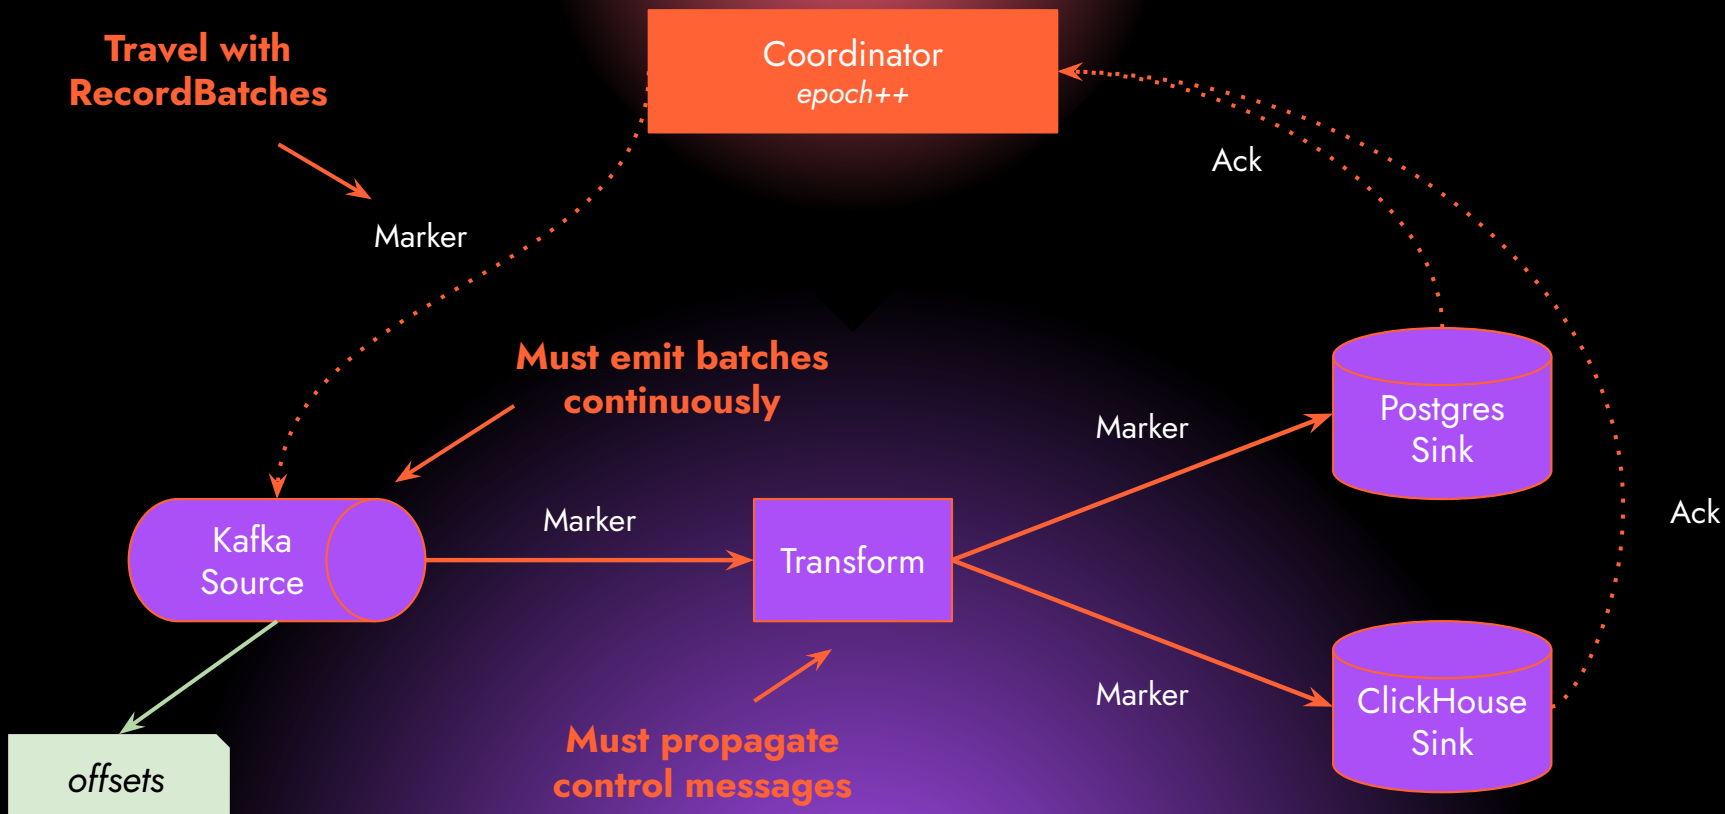 Travel with
RecordBatches
Coordinator
epoch++
Ack
Marker
Must emit batches
continuously
Marker
Postgres
Sink
Ack
Kafka
Source
Marker
Transform
Marker
ClickHouse
Sink
Must propagate
control messages
offsets